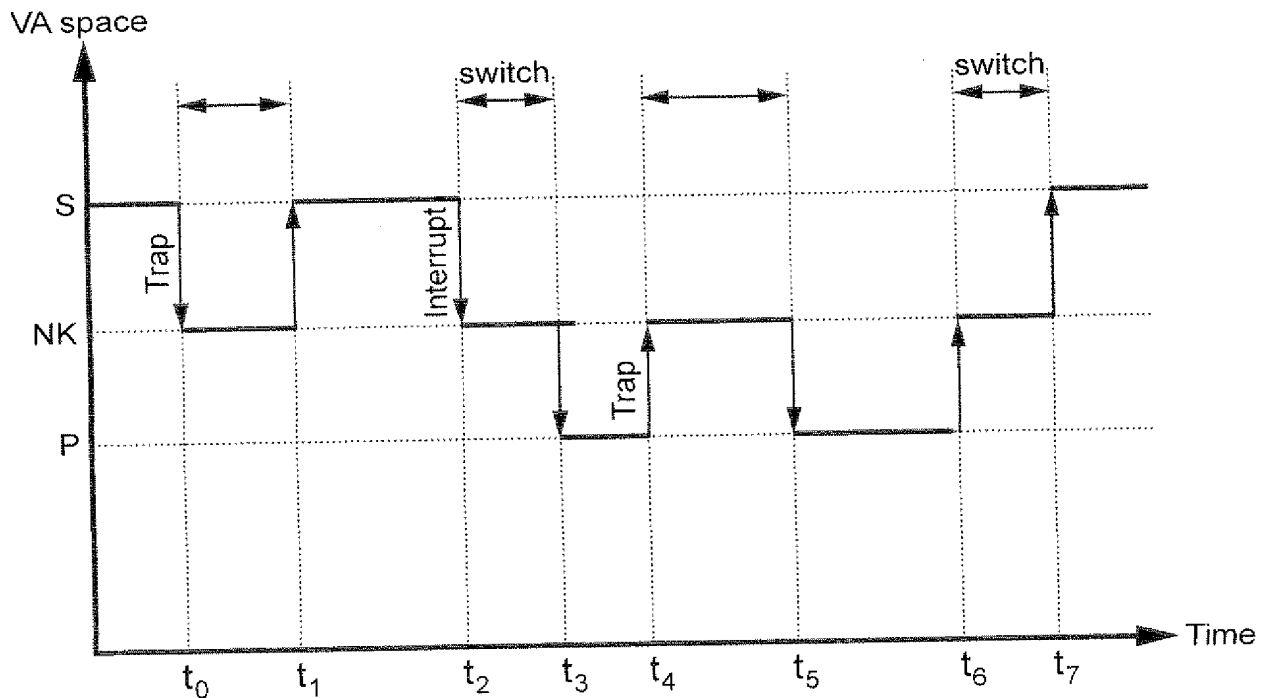 VA space
switch
switch
S
Trap
Interrupt
NK
Trap
P
Time
t0 t1 t2 t3 t4 t5 t6 t7